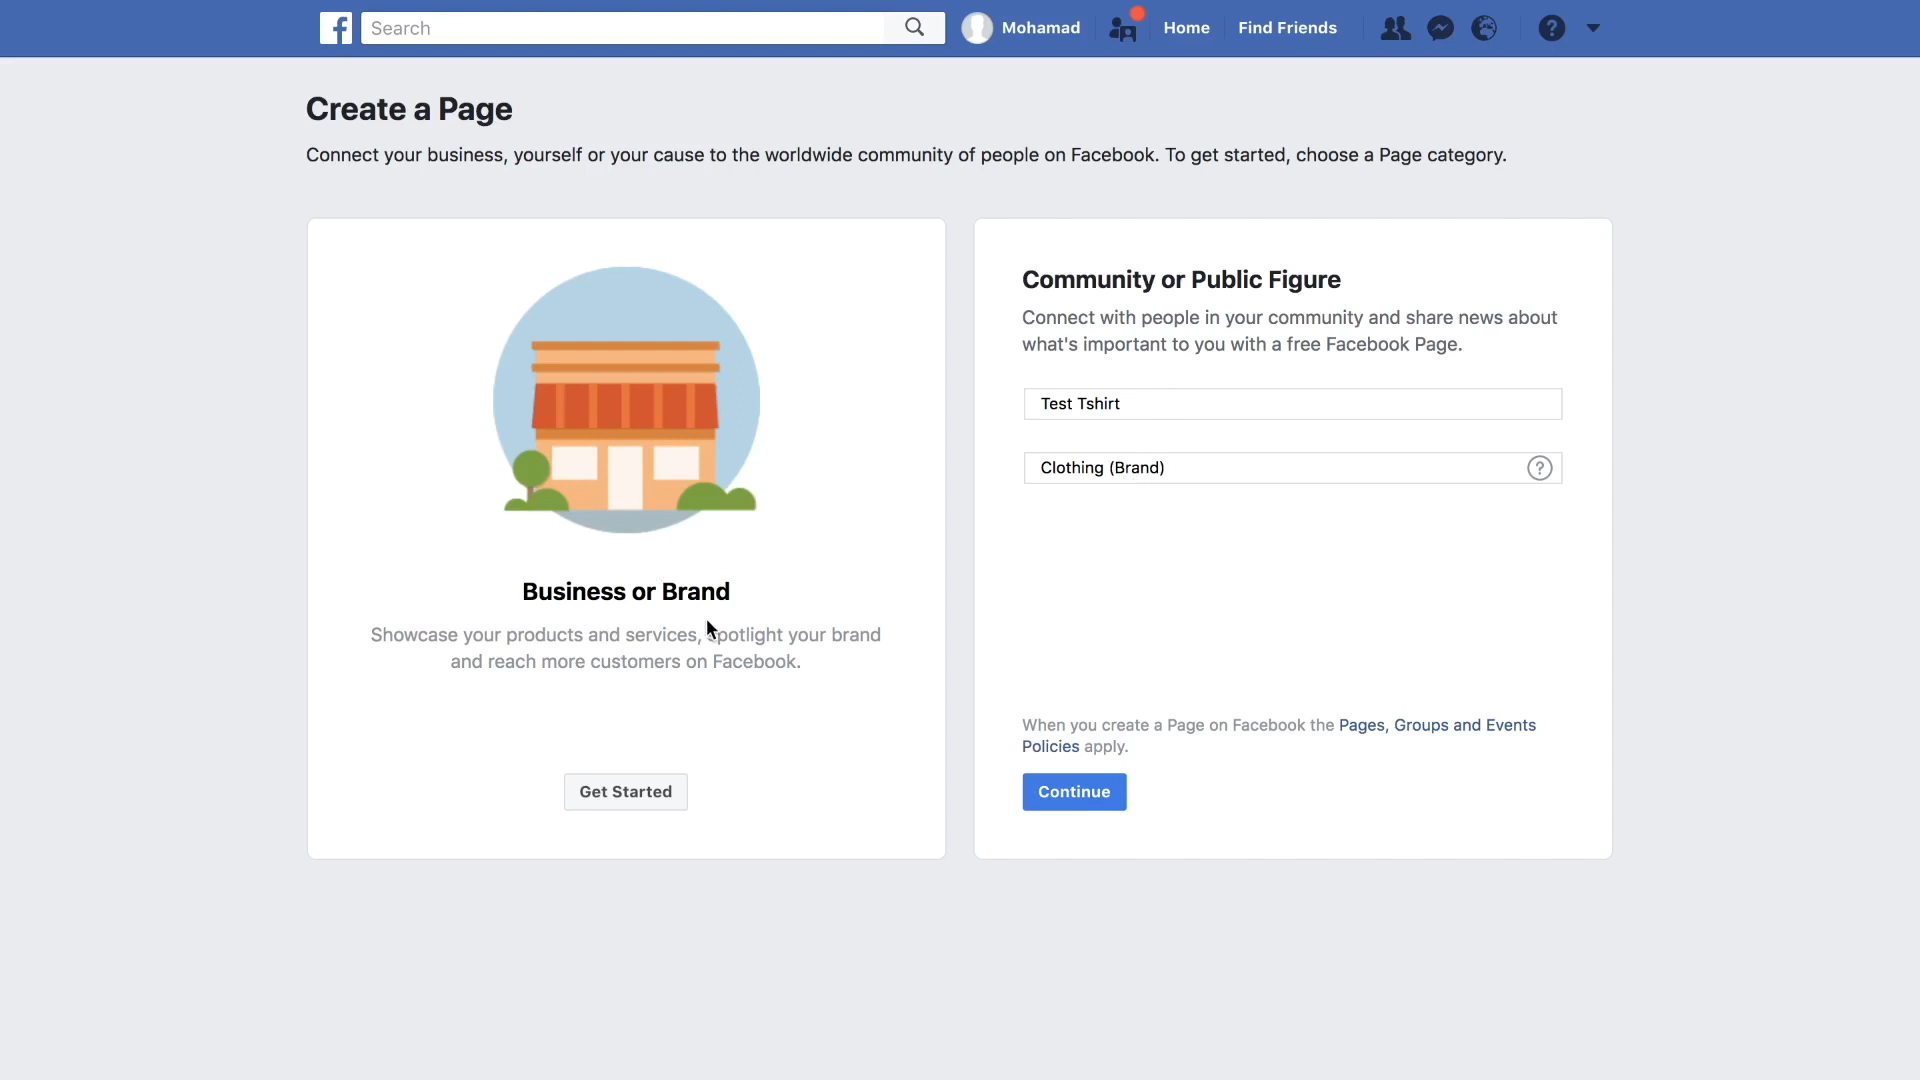 Search
Mohamad
Home
Find Friends
Create a Page
Connect your business, yourself or your cause to the worldwide community of people on Facebook. To get started, choose a Page category.
Business or Brand
Showcase your products and services, spotlight your brand
and reach more customers on Facebook.
Get Started
Community or Public Figure
Connect with people in your community and share news about
what's important to you with a free Facebook Page.
Test Tshirt
Clothing (Brand)
When you create a Page on Facebook the Pages, Groups and Events
Policies apply.
Continue